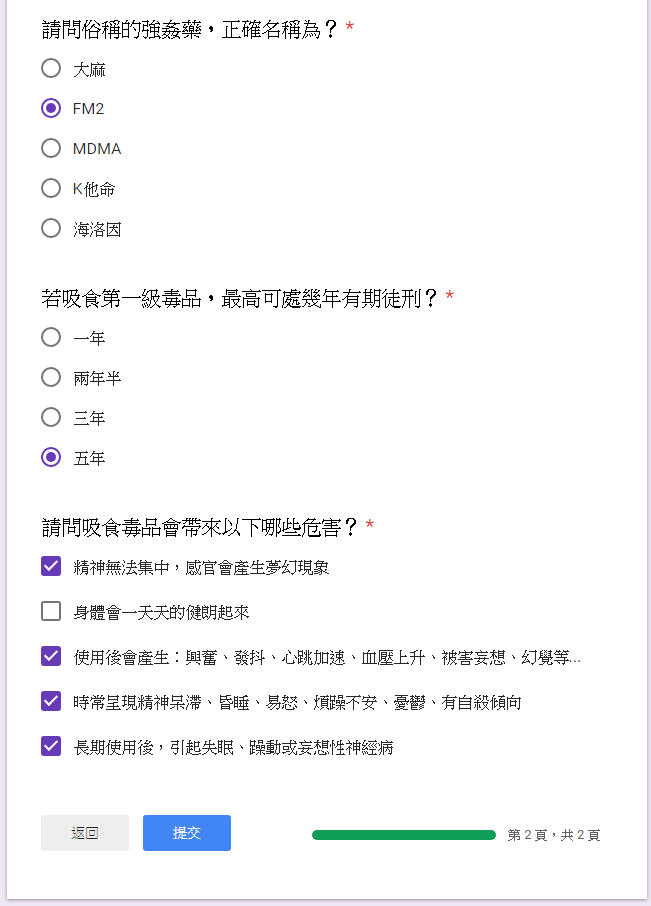 請問俗稱的強姦藥，正確名稱為？ *
大麻
FM2
MDMA
K他命
海洛因
若吸食第一級毒品，最高可處幾年有期徒刑？ *
一年
兩年半
三年
五年
請問吸食毒品會帶來以下哪些危害？ *
精神無法集中，感官會產生夢幻現象
身體會一天天的健朗起來
使用後會產生：興奮、發抖、心跳加速、血壓上升、被害妄想、幻覺等...
時常呈現精神呆滯、昏睡、易怒、煩躁不安、憂鬱、有自殺傾向
長期使用後，引起失眠、躁動或妄想性神經病
返回
提交
第 2 頁，共 2 頁